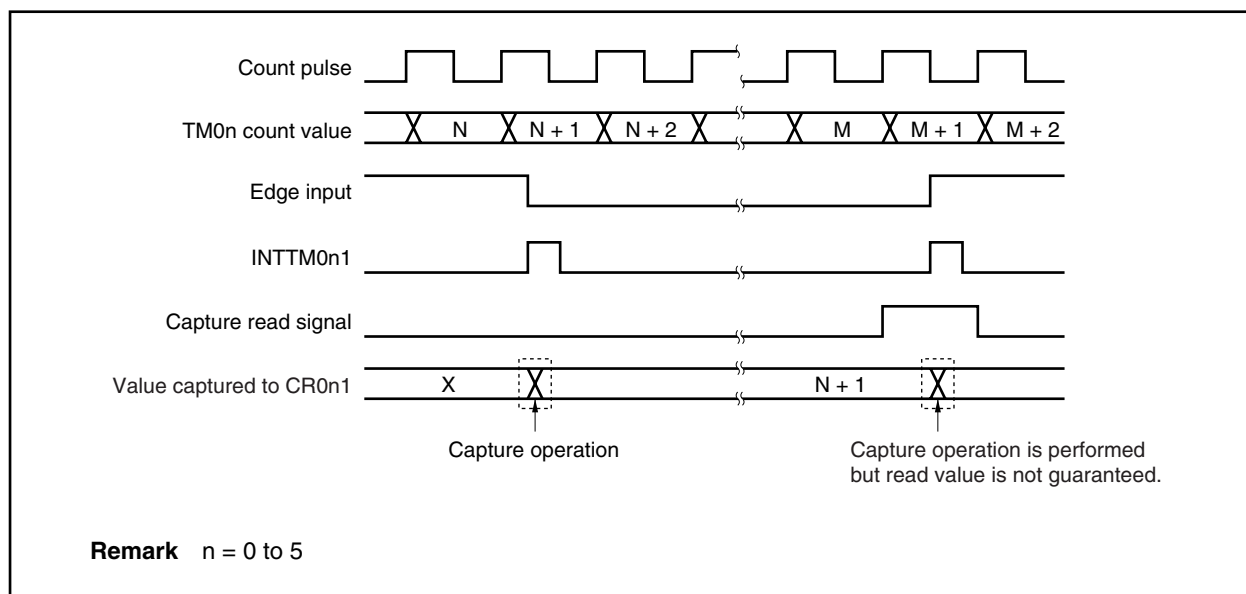 Count pulse
TM0n count value
N
N + 1
N + 2
M
M + 1
M + 2
Edge input
INTTM0n1
Capture read signal
Value captured to CR0n1
X
N + 1
Capture operation
Capture operation is performed
but read value is not guaranteed.
Remark n = 0 to 5